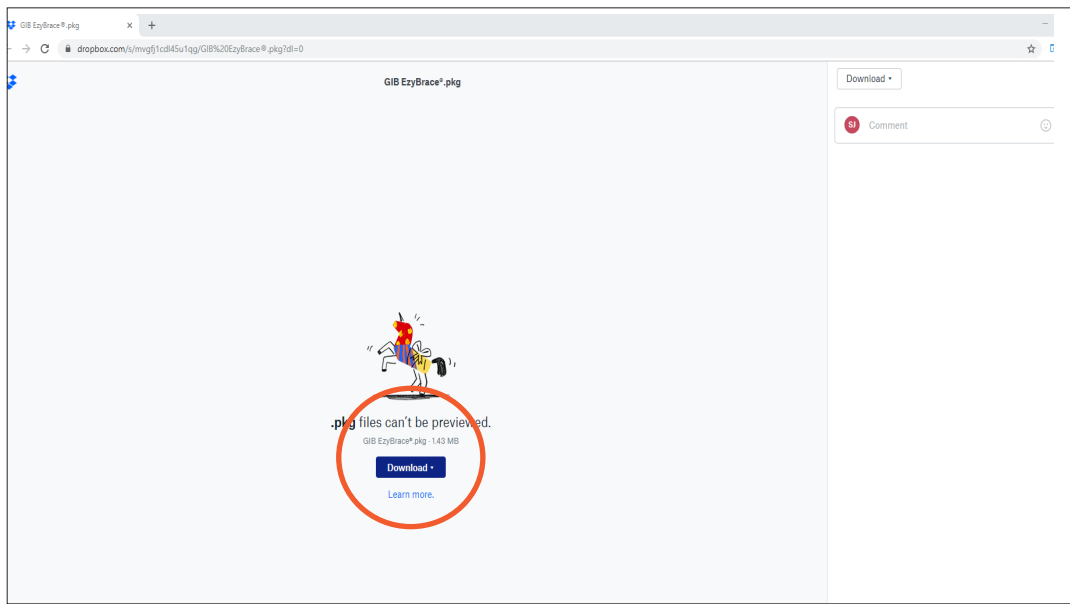 GIB EzyBrace®.pkg
dropbox.com/s/mvgfj1cdl45u1qg/GIB%20EzyBrace®.pkg?dl=0
GIB EzyBrace®.pkg
Download
SJ Comment
.pkg files can't be previewed.
GIB EzyBrace®.pkg · 1.43 MB
Download
Learn more.